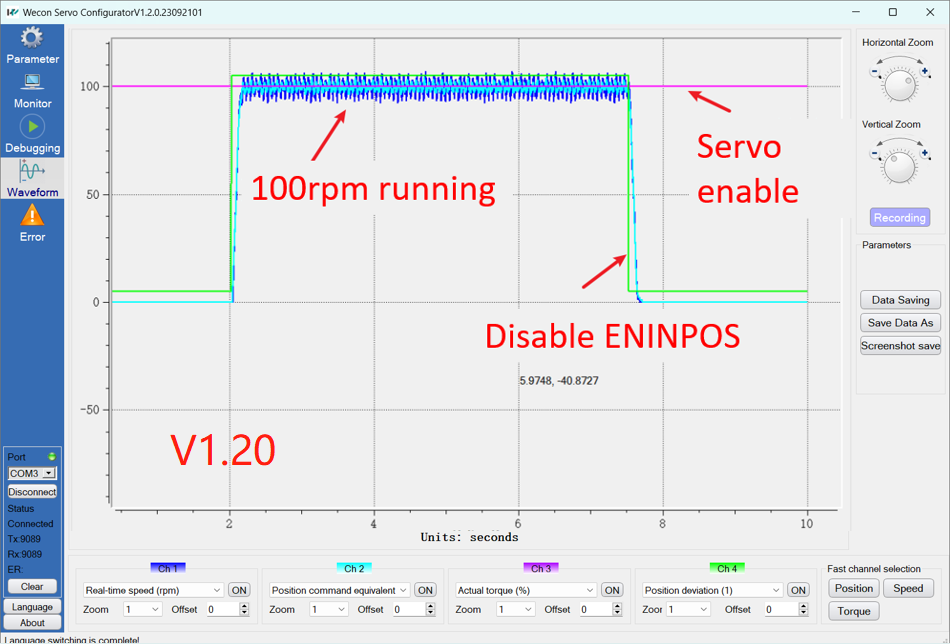 Wecon Servo ConfiguratorV1.2.0.23092101
Parameter
Monitor
Debugging
Waveform
Error
Port
COM3
Disconnect
Status
Connected
Tx:9089
Rx:9089
ER:
Clear
Language
About
Language switching is complete!
100
50
0
-50
2
4
6
8
10
Units: seconds
100rpm running
Servo
enable
Disable ENINPOS
5.9748, -40.8727
V1.20
Horizontal Zoom
- +
Vertical Zoom
- +
Recording
Parameters
Data Saving
Save Data As
Screenshot save
Ch 1
Real-time speed (rpm) ON
Zoom 1 Offset 0
Ch 2
Position command equivalent ON
Zoom 1 Offset 0
Ch 3
Actual torque (%) ON
Zoom 1 Offset 0
Ch 4
Position deviation (1) ON
Zoor 1 Offset 0
Fast channel selection
Position Speed
Torque